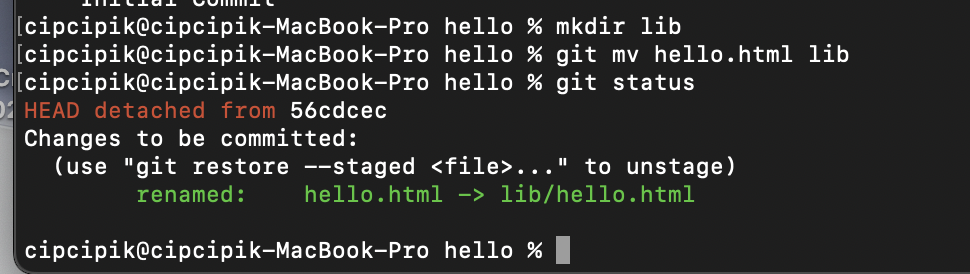 Initial Commit
[cipcipik@cipcipik-MacBook-Pro hello % mkdir lib
[cipcipik@cipcipik-MacBook-Pro hello % git mv hello.html lib
[cipcipik@cipcipik-MacBook-Pro hello % git status
HEAD detached from 56cdcec
Changes to be committed:
  (use "git restore --staged <file>..." to unstage)
        renamed:    hello.html -> lib/hello.html

cipcipik@cipcipik-MacBook-Pro hello %